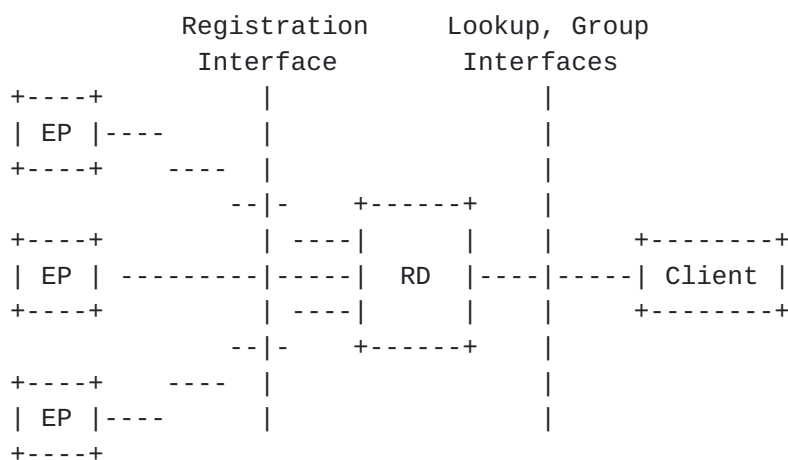 Registration Lookup, Group
Interface Interfaces
EP
EP RD Client
EP